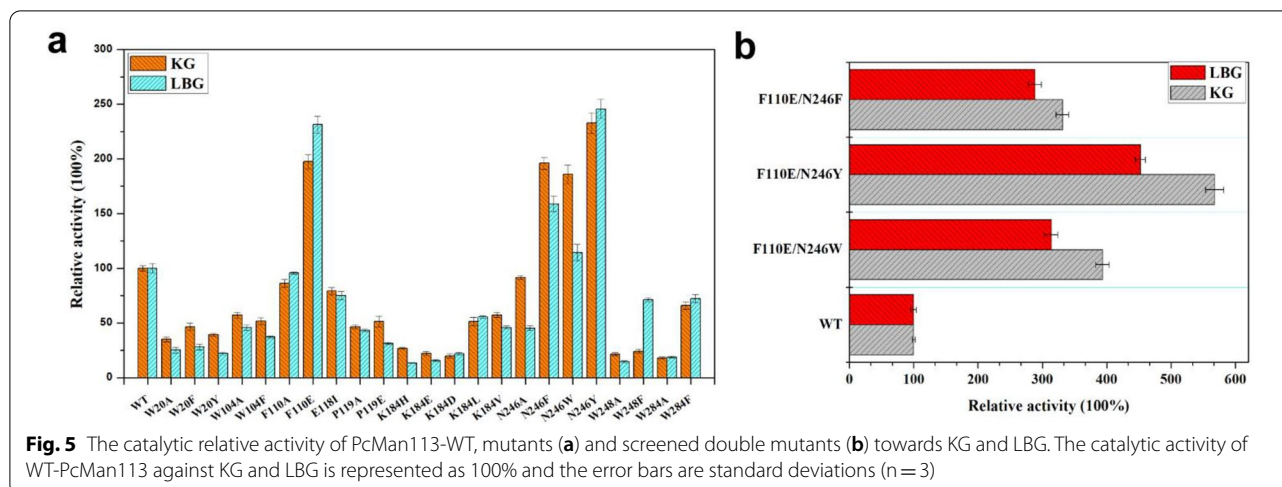 a
300
250
200
150
100
50
0
Relative activity (100%)
KG
LBG
WT
W20A
W20F
W20Y
W104A
W104F
F110A
F110E
E118I
P119A
P119E
K184H
K184E
K184D
K184L
K184V
N246A
N246F
N246W
N246Y
W248A
W248F
W284A
W284F
b
LBG
KG
F110E/N246F
F110E/N246Y
F110E/N246W
WT
0 100 200 300 400 500 600
Relative activity (100%)
Fig. 5 The catalytic relative activity of PcMan113-WT, mutants (a) and screened double mutants (b) towards KG and LBG. The catalytic activity of
WT-PcMan113 against KG and LBG is represented as 100% and the error bars are standard deviations (n = 3)